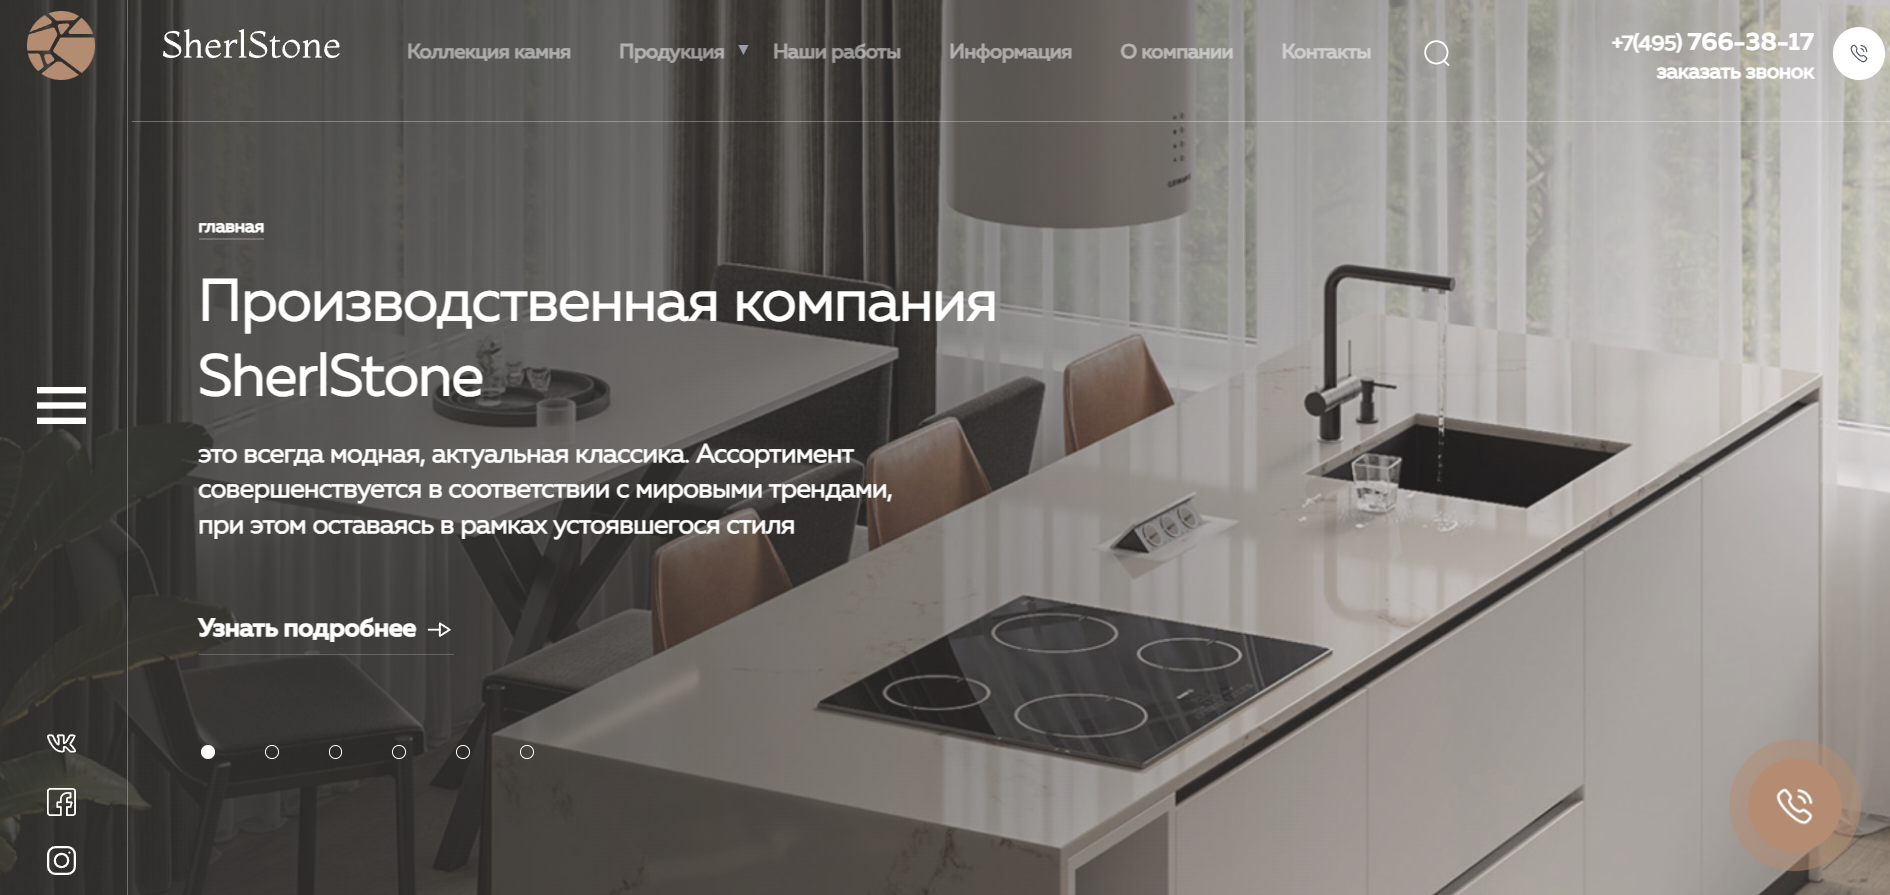 SherlStone
Коллекция камня
Продукция
Наши работы
Информация
О компании
Контакты
+7(495) 766-38-17
заказать звонок
главная
Производственная компания
SherlStone
это всегда модная, актуальная классика. Ассортимент
совершенствуется в соответствии с мировыми трендами,
при этом оставаясь в рамках устоявшегося стиля
Узнать подробнее